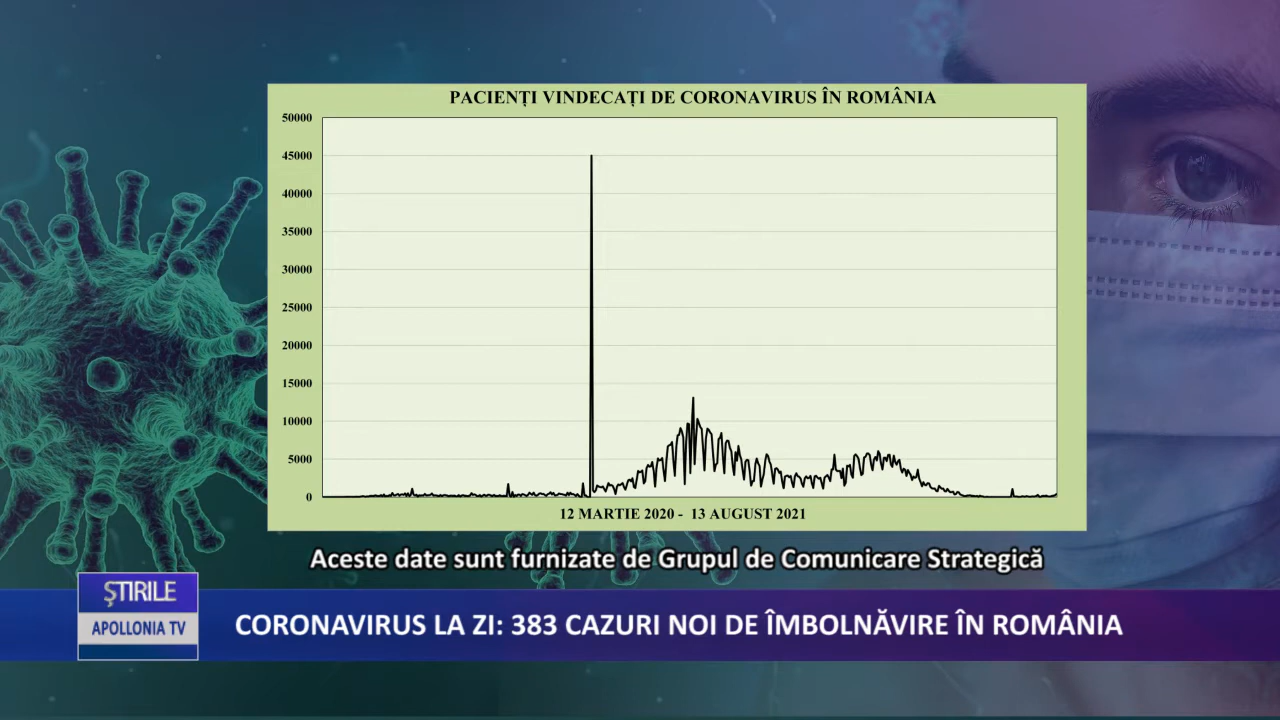 PACIENȚI VINDECAȚI DE CORONAVIRUS ÎN ROMÂNIA
50000
45000
40000
35000
30000
25000
20000
15000
10000
5000
0
12 MARTIE 2020 - 13 AUGUST 2021
Aceste date sunt furnizate de Grupul de Comunicare Strategică
ŞTIRILE
APOLLONIA TV
CORONAVIRUS LA ZI: 383 CAZURI NOI DE ÎMBOLNĂVIRE ÎN ROMÂNIA